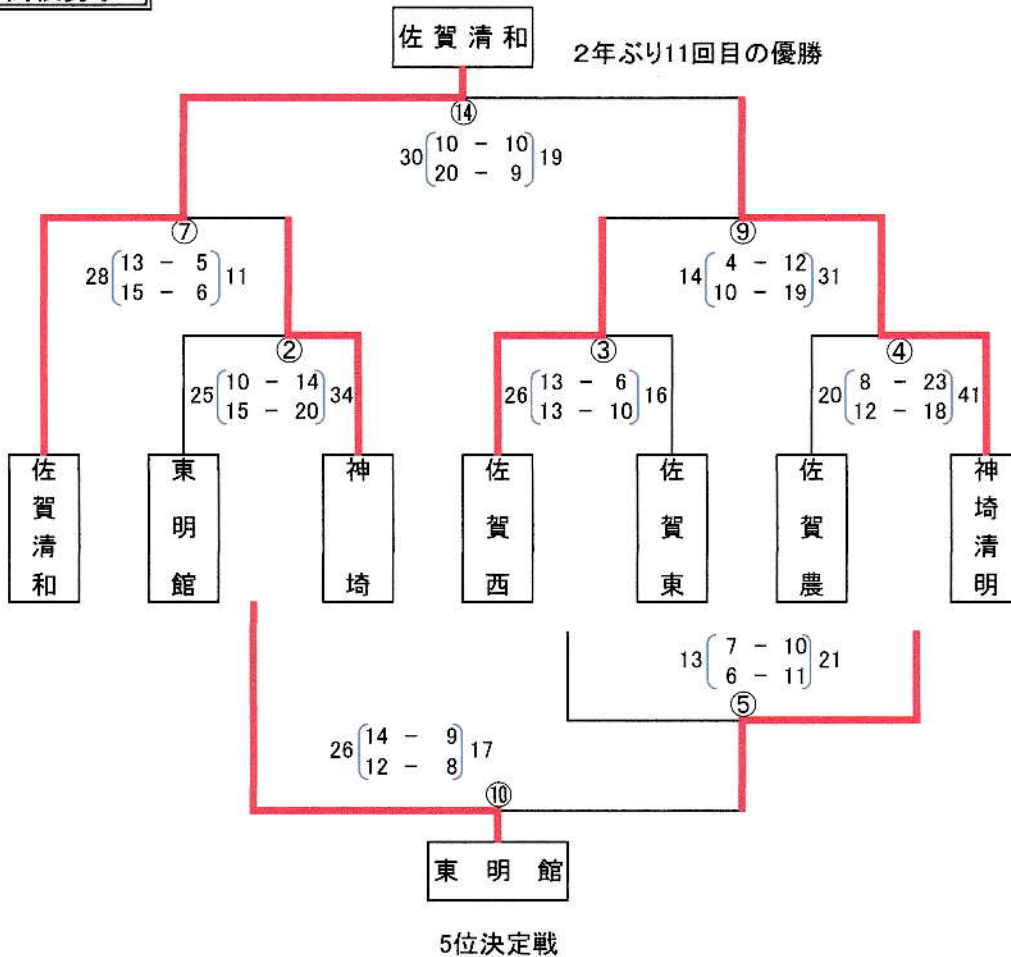 佐賀清和
２年ぶり11回目の優勝
⑭
30 10 - 10 19
20 - 9
⑦
28 13 - 5 11
15 - 6
⑨
14 4 - 12 31
10 - 19
②
25 10 - 14 34
15 - 20
③
26 13 - 6 16
13 - 10
④
20 8 - 23 41
12 - 18
佐賀清和
東明館
神埼
佐賀西
佐賀東
佐賀農
神埼清明
13 7 - 10 21
6 - 11
⑤
26 14 - 9 17
12 - 8
⑩
東明館
5位決定戦